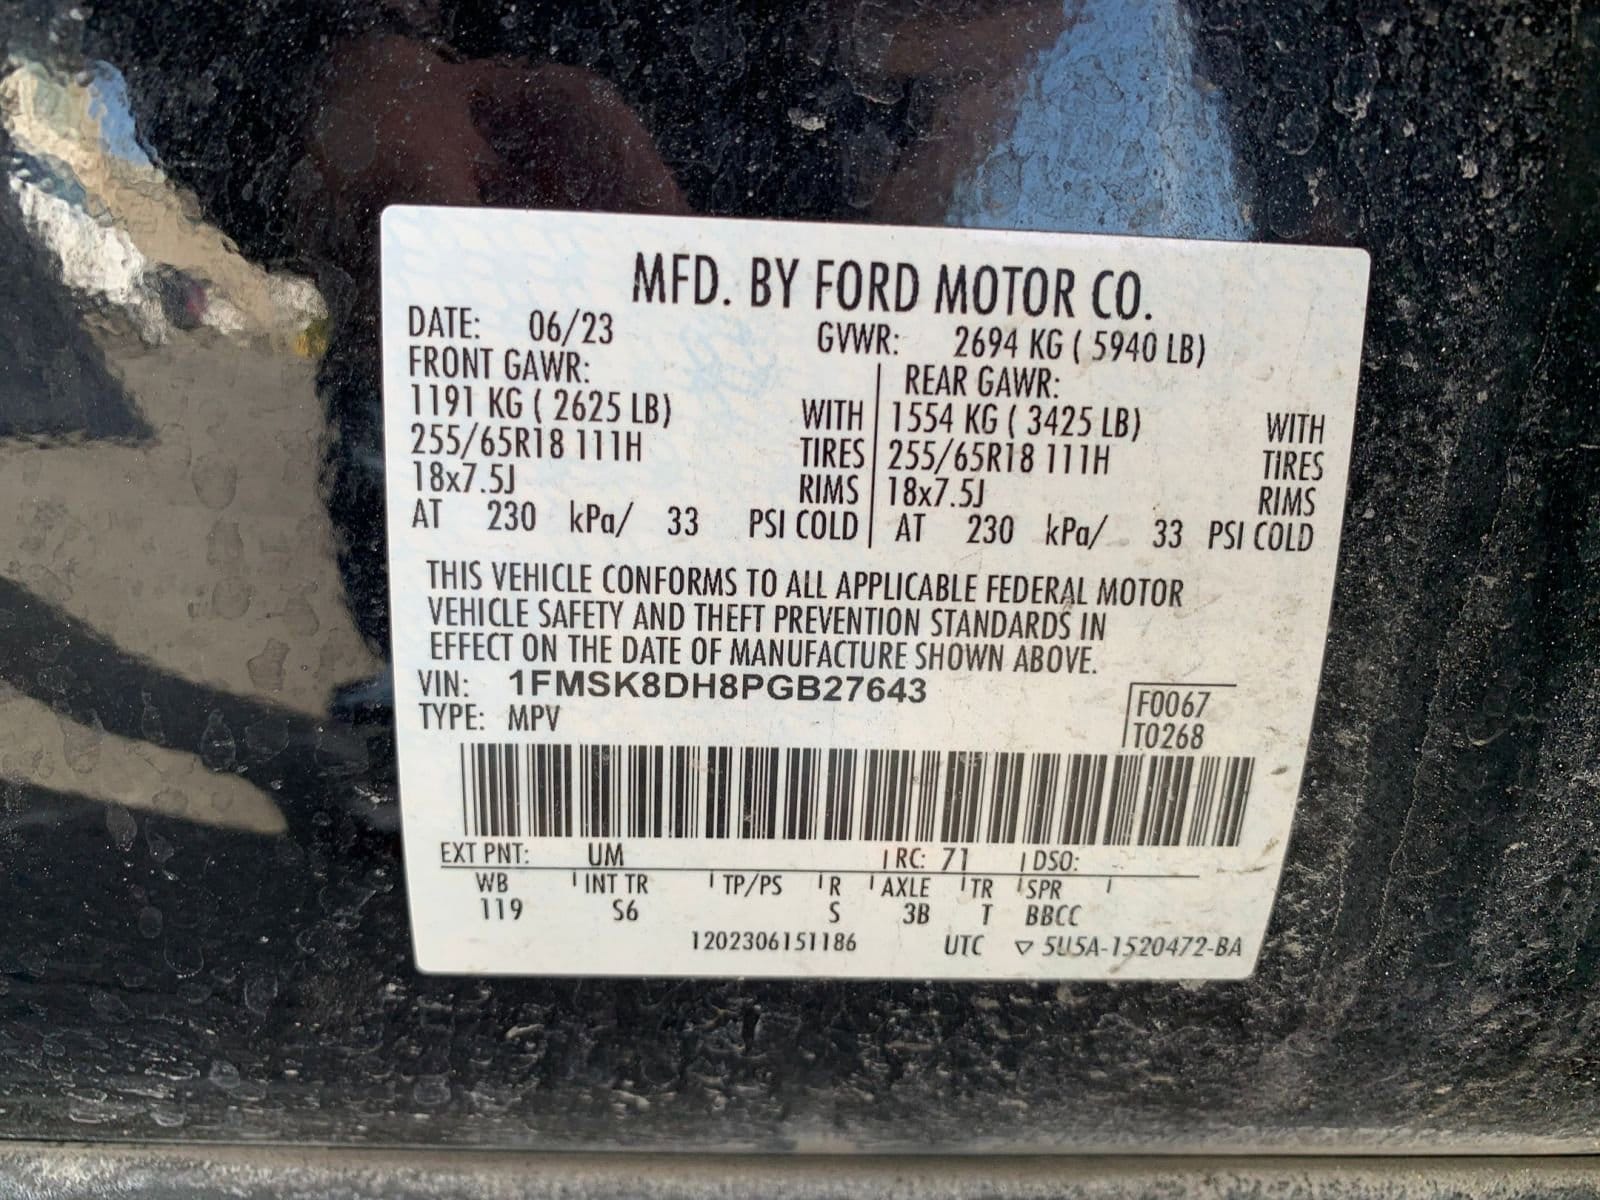 MFD. BY FORD MOTOR CO.
DATE: 06/23 GVWR: 2694 KG ( 5940 LB)
FRONT GAWR: REAR GAWR:
1191 KG ( 2625 LB) WITH 1554 KG ( 3425 LB) WITH
255/65R18 111H TIRES 255/65R18 111H TIRES
18x7.5J RIMS 18x7.5J RIMS
AT 230 kPa/ 33 PSI COLD AT 230 kPa/ 33 PSI COLD
THIS VEHICLE CONFORMS TO ALL APPLICABLE FEDERAL MOTOR
VEHICLE SAFETY AND THEFT PREVENTION STANDARDS IN
EFFECT ON THE DATE OF MANUFACTURE SHOWN ABOVE.
VIN: 1FMSK8DH8PGB27643 F0067
TYPE: MPV T0268
EXT PNT: UM RC: 71 DSO:
WB INT TR TP/PS R AXLE TR SPR
119 S6 S 3B T BBCC
1202306151186 UTC ▽ 5U5A-1520472-BA